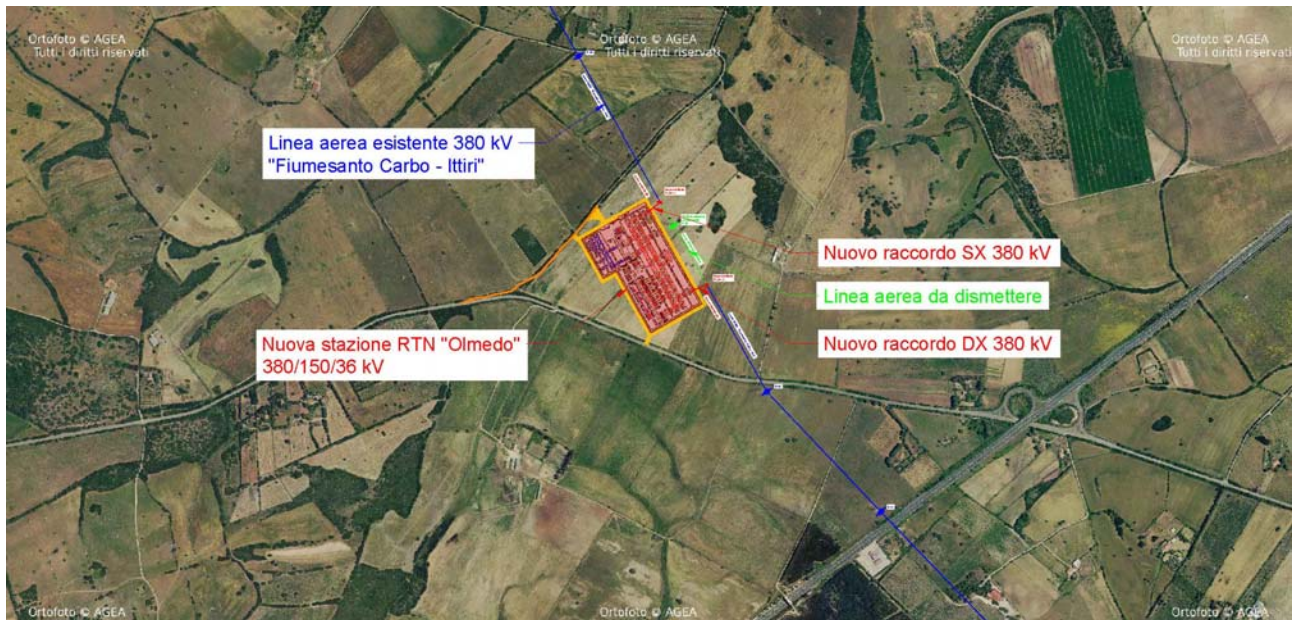 Ortofoto © AGEA
Tutti i diritti riservati
Ortofoto © AGEA
Tutti i diritti riservati
Ortofoto © AGEA
Tutti i diritti riservati
Linea aerea esistente 380 kV
"Fiumesanto Carbo - Ittiri"
Nuovo raccordo SX 380 kV
Linea aerea da dismettere
Nuova stazione RTN "Olmedo"
380/150/36 kV
Nuovo raccordo DX 380 kV
Ortofoto © AGEA
Ortofoto © AGEA
Ortofoto © AGEA